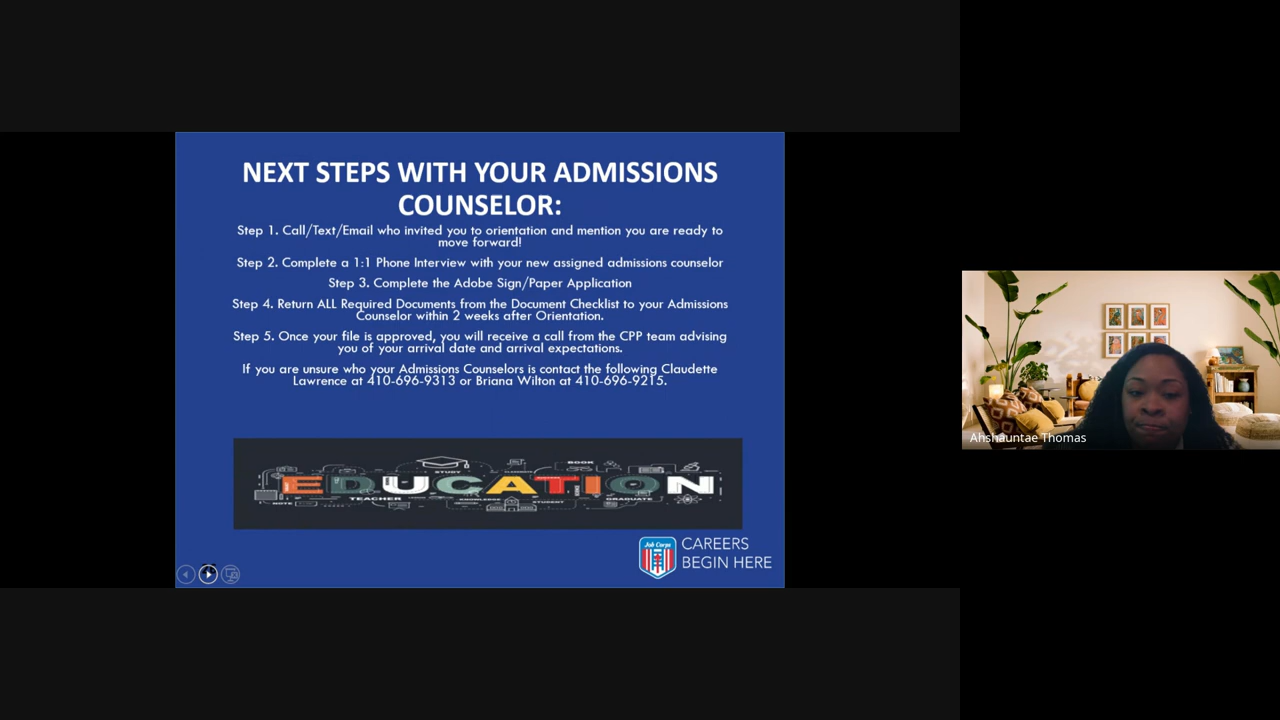 NEXT STEPS WITH YOUR ADMISSIONS
COUNSELOR:
Step 1. Call/Text/Email who invited you to orientation and mention you are ready to
move forward!
Step 2. Complete a 1:1 Phone Interview with your new assigned admissions counselor
Step 3. Complete the Adobe Sign/Paper Application
Step 4. Return ALL Required Documents from the Document Checklist to your Admissions
Counselor within 2 weeks after Orientation.
Step 5. Once your file is approved, you will receive a call from the CPP team advising
you of your arrival date and arrival expectations.
If you are unsure who your Admissions Counselors is contact the following Claudette
Lawrence at 410-696-9313 or Briana Wilton at 410-696-9215.
BOOK
STUDY
EDUCATION
TEACHER
KNOWLEDGE
STUDENT
GRADUATE
NOTE
Job Corps
CAREERS
BEGIN HERE
Ahshauntae Thomas